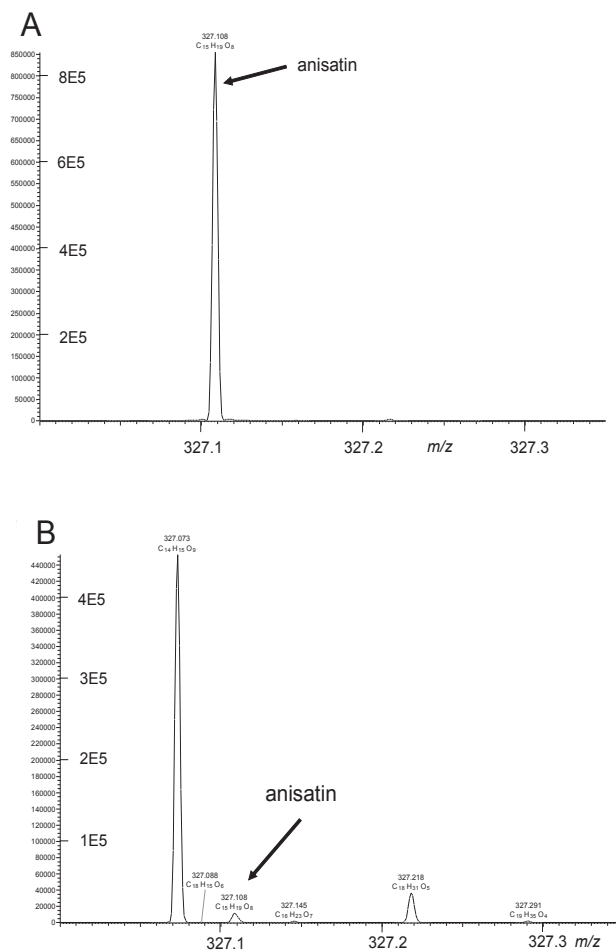 A
327.108
C15 H19 O8
anisatin
850000
800000
750000
700000
650000
600000
550000
500000
450000
400000
350000
300000
250000
200000
150000
100000
50000
0
8E5
6E5
4E5
2E5
327.1
327.2
m/z
327.3
B
327.073
C14 H15 O9
440000
420000
400000
380000
360000
340000
320000
300000
280000
260000
240000
220000
200000
180000
160000
140000
120000
100000
80000
60000
40000
20000
0
4E5
3E5
2E5
1E5
anisatin
327.088
C18 H15 O6
327.108
C15 H19 O8
327.145
C16 H23 O7
327.218
C18 H31 O5
327.291
C19 H35 O4
327.1
327.2
327.3
m/z